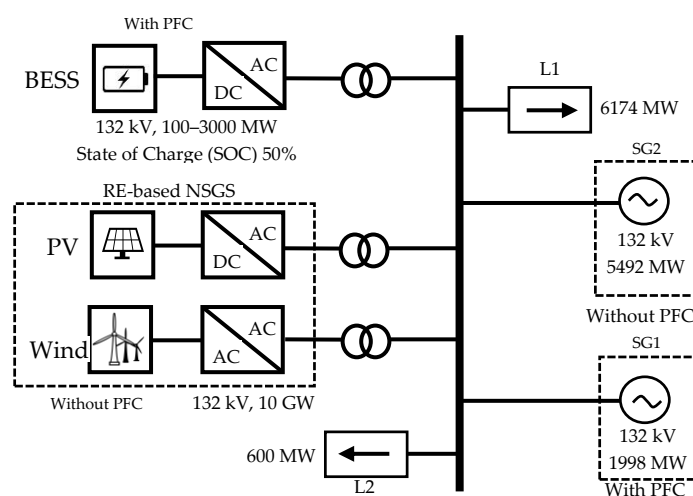 With PFC
BESS
AC
DC
132 kV, 100–3000 MW
State of Charge (SOC) 50%
L1
6174 MW
RE-based NSGS
PV
AC
DC
SG2
132 kV
5492 MW
Without PFC
Wind
AC
AC
Without PFC
132 kV, 10 GW
SG1
132 kV
1998 MW
With PFC
600 MW
L2